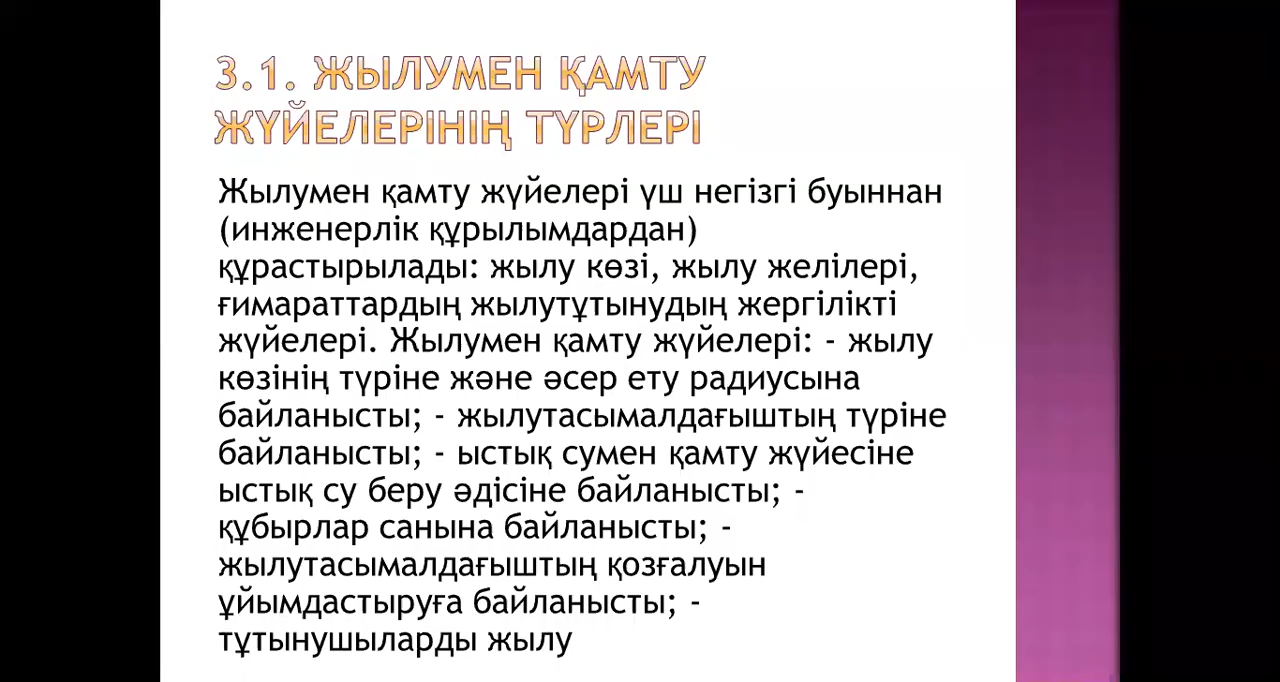 3.1. ЖЫЛУМЕН ҚАМТУ
ЖҮЙЕЛЕРІНІҢ ТҮРЛЕРІ
Жылумен қамту жүйелері үш негізгі буыннан
(инженерлік құрылымдардан)
құрастырылады: жылу көзі, жылу желілері,
ғимараттардың жылутұтынудың жергілікті
жүйелері. Жылумен қамту жүйелері: - жылу
көзінің түріне және әсер ету радиусына
байланысты; - жылутасымалдағыштың түріне
байланысты; - ыстық сумен қамту жүйесіне
ыстық су беру әдісіне байланысты; -
құбырлар санына байланысты; -
жылутасымалдағыштың қозғалуын
ұйымдастыруға байланысты; -
тұтынушыларды жылу